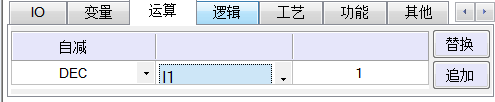 IO 变量 运算 逻辑 工艺 功能 其他
自减 替换
DEC I1 1 追加